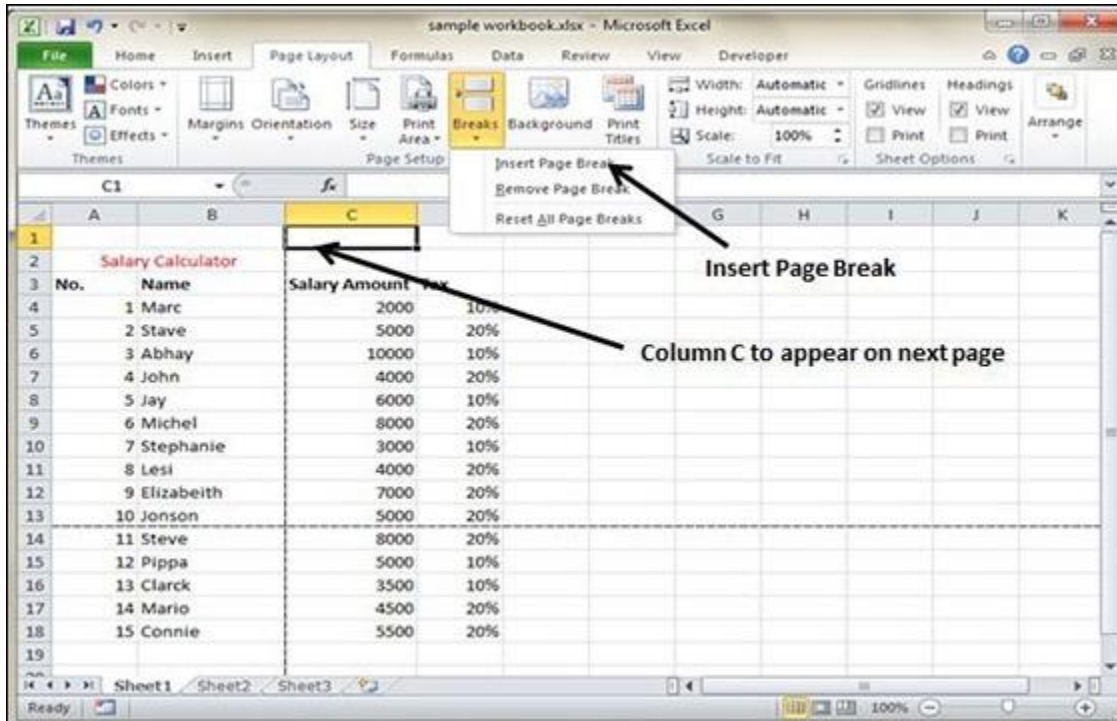 sample workbook.xlsx - Microsoft Excel
File Home Insert Page Layout Formulas Data Review View Developer
Colors Width: Automatic Gridlines Headings
Fonts Height: Automatic View View
Themes Effects Margins Orientation Size Print Area Breaks Background Print Titles Scale: 100% Print Print Arrange
Themes Page Setup Scale to Fit Sheet Options
Insert Page Break
Remove Page Break
Reset All Page Breaks
C1 fx
A B C G H I J K
1
2 Salary Calculator
Insert Page Break
3 No. Name Salary Amount Tax
4 1 Marc 2000 10%
5 2 Stave 5000 20%
Column C to appear on next page
6 3 Abhay 10000 10%
7 4 John 4000 20%
8 5 Jay 6000 10%
9 6 Michel 8000 20%
10 7 Stephanie 3000 10%
11 8 Lesi 4000 20%
12 9 Elizabeith 7000 20%
13 10 Jonson 5000 20%
14 11 Steve 8000 20%
15 12 Pippa 5000 10%
16 13 Clarck 3500 10%
17 14 Mario 4500 20%
18 15 Connie 5500 20%
19
Sheet1 Sheet2 Sheet3
Ready 100%